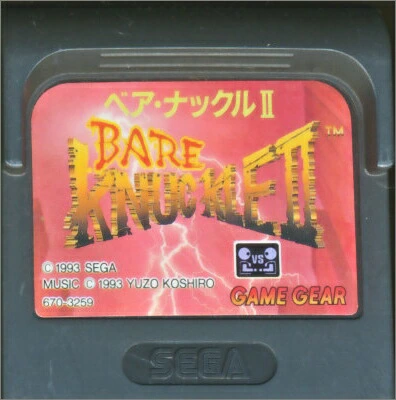 ベア・ナックルII
BARE
KNUCKLE II
™
© 1993 SEGA
MUSIC © 1993 YUZO KOSHIRO
670-3259
VS
GAME GEAR
SEGA